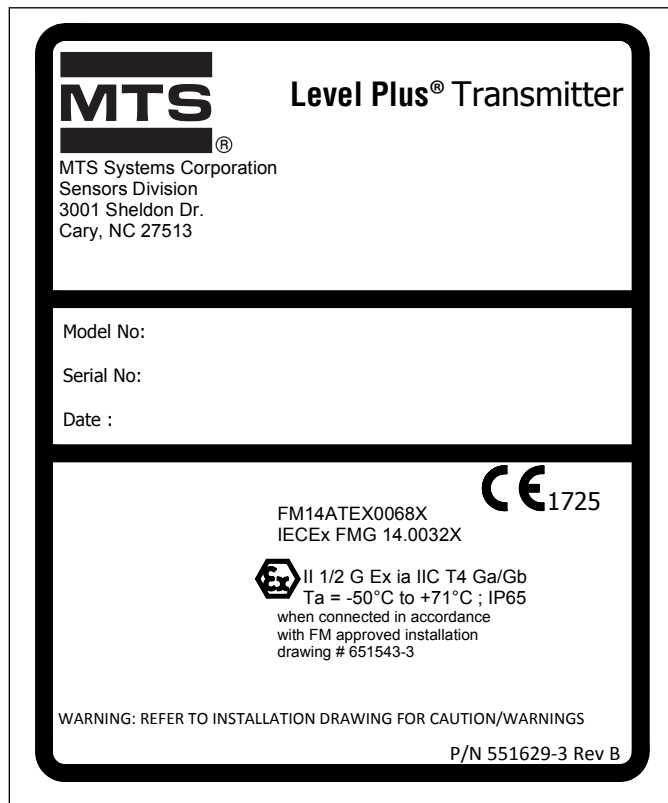 MTS
Level Plus® Transmitter
®
MTS Systems Corporation
Sensors Division
3001 Sheldon Dr.
Cary, NC 27513
Model No:
Serial No:
Date :
CE 1725
FM14ATEX0068X
IECEx FMG 14.0032X
Ex II 1/2 G Ex ia IIC T4 Ga/Gb
Ta = -50°C to +71°C ; IP65
when connected in accordance
with FM approved installation
drawing # 651543-3
WARNING: REFER TO INSTALLATION DRAWING FOR CAUTION/WARNINGS
P/N 551629-3 Rev B